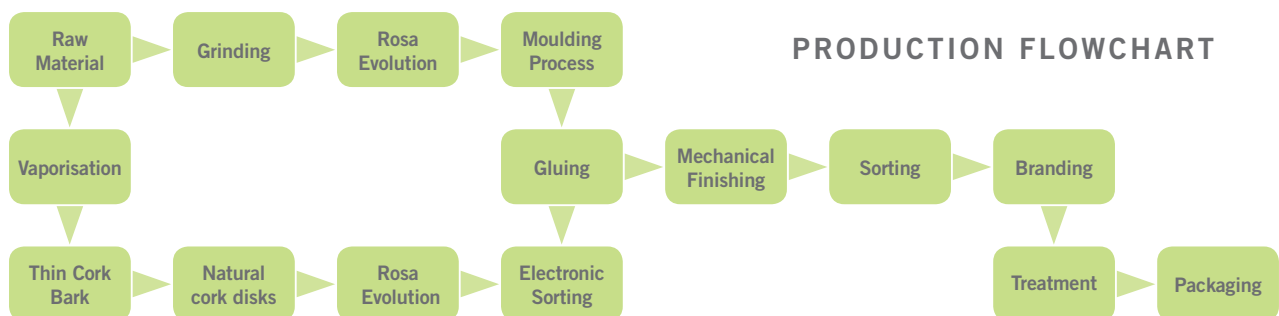 Raw
Material
Grinding
Rosa
Evolution
Moulding
Process
PRODUCTION FLOWCHART
Vaporisation
Gluing
Mechanical
Finishing
Sorting
Branding
Thin Cork
Bark
Natural
cork disks
Rosa
Evolution
Electronic
Sorting
Treatment
Packaging